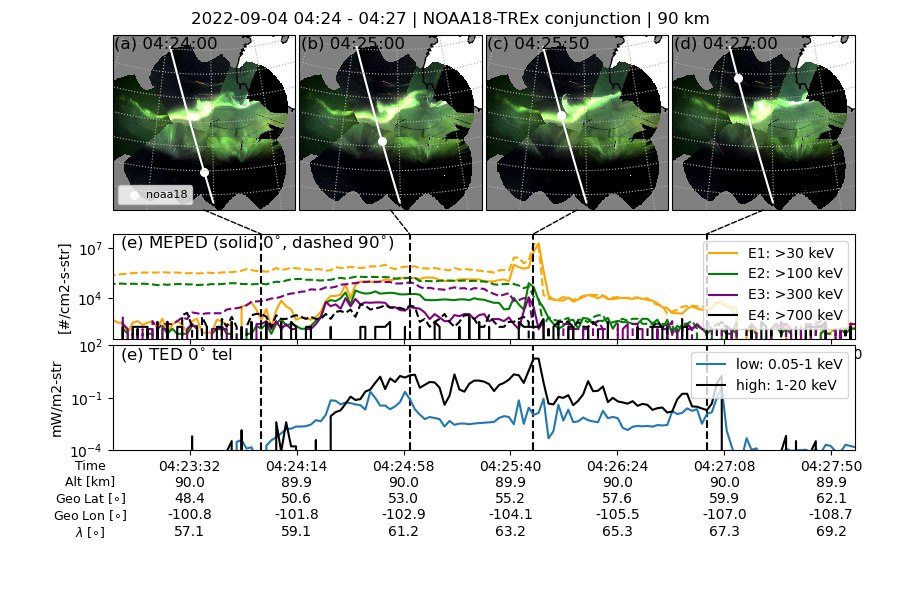 2022-09-04 04:24 - 04:27 | NOAA18-TREx conjunction | 90 km
(a) 04:24:00
(b) 04:25:00
(c) 04:25:50
(d) 04:27:00
noaa18
(e) MEPED (solid 0°, dashed 90°)
[#/cm2-s-str]
10⁷
10⁴
E1: >30 keV
E2: >100 keV
E3: >300 keV
E4: >700 keV
0
(e) TED 0° tel
mW/m2-str
10²
10⁻¹
10⁻⁴
low: 0.05-1 keV
high: 1-20 keV
Time 04:23:32 04:24:14 04:24:58 04:25:40 04:26:24 04:27:08 04:27:50
Alt [km] 90.0 89.9 90.0 89.9 90.0 90.0 89.9
Geo Lat [∘] 48.4 50.6 53.0 55.2 57.6 59.9 62.1
Geo Lon [∘] -100.8 -101.8 -102.9 -104.1 -105.5 -107.0 -108.7
λ [∘] 57.1 59.1 61.2 63.2 65.3 67.3 69.2